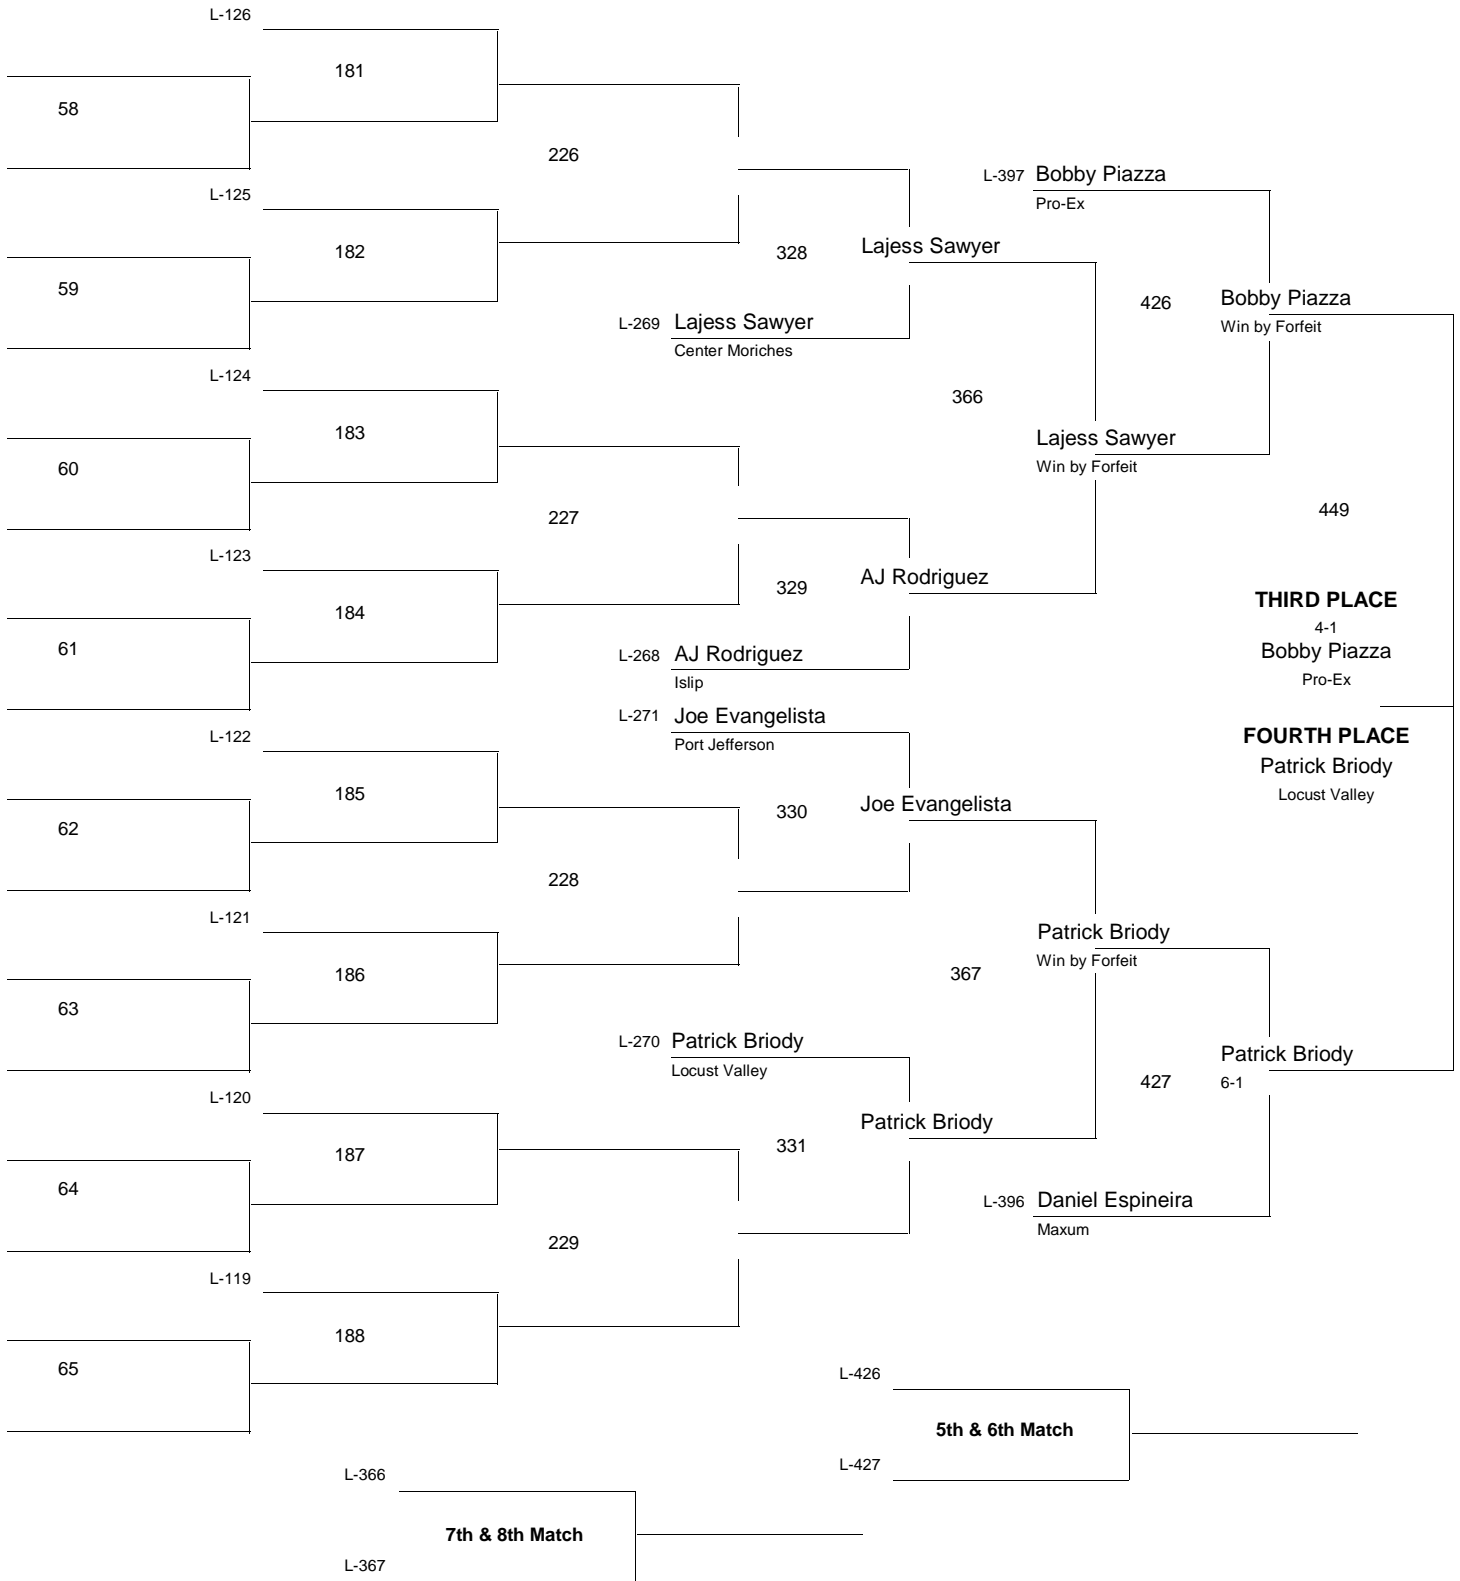 L-126
181
58
226
L-397 Bobby Piazza
Pro-Ex
L-125
182
328
Lajess Sawyer
59
426
Bobby Piazza
Win by Forfeit
L-269 Lajess Sawyer
Center Moriches
L-124
366
183
Lajess Sawyer
Win by Forfeit
60
227
449
L-123
329
AJ Rodriguez
184
THIRD PLACE
4-1
Bobby Piazza
Pro-Ex
61
L-268 AJ Rodriguez
Islip
L-271 Joe Evangelista
Port Jefferson
L-122
FOURTH PLACE
Patrick Briody
Locust Valley
185
330
Joe Evangelista
62
228
L-121
Patrick Briody
Win by Forfeit
186
367
63
L-270 Patrick Briody
Locust Valley
Patrick Briody
6-1
427
L-120
331
Patrick Briody
187
64
L-396 Daniel Espineira
Maxum
229
L-119
188
65
L-426
5th & 6th Match
L-427
L-366
7th & 8th Match
L-367